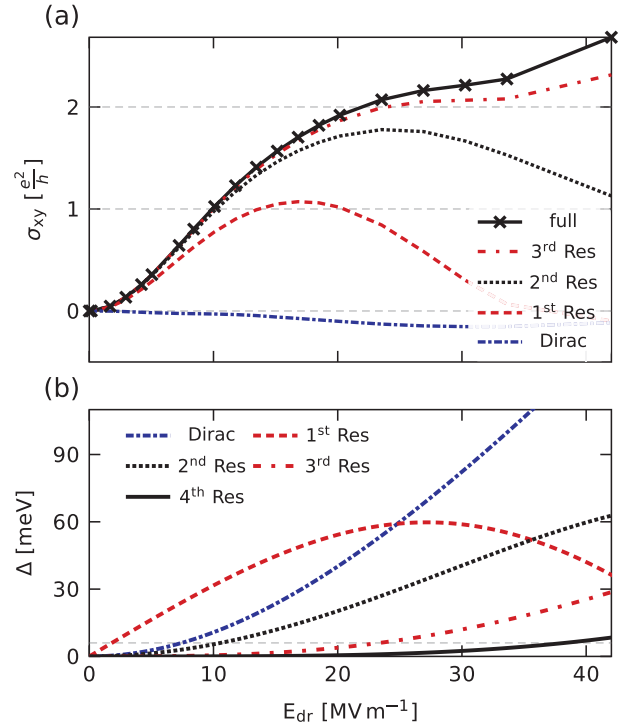 (a)
2
1
0
σxy [e²/h]
full
3rd Res
2nd Res
1st Res
Dirac
(b)
90
60
30
0
Δ [meV]
Dirac
1st Res
2nd Res
3rd Res
4th Res
0
10
20
30
40
Edr [MV m⁻¹]